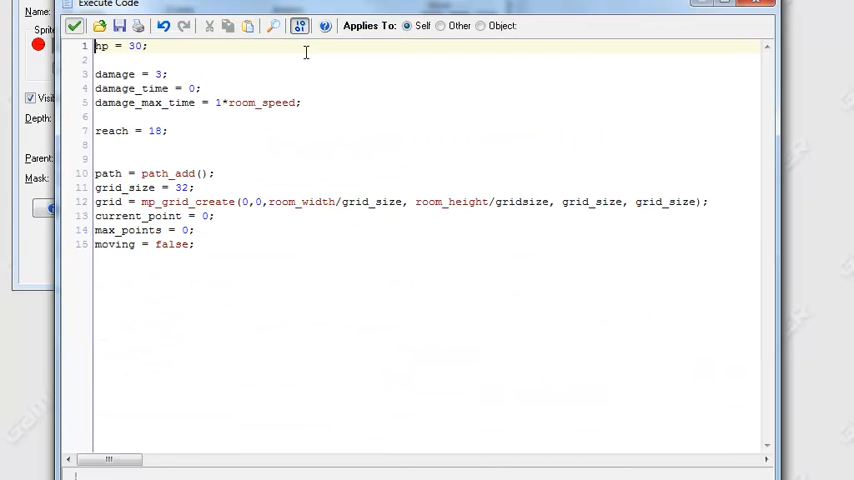 Execute Code
Name:
Applies To: Self Other Object:
Sprite
Visib
Depth:
Parent:
Mask:
1 hp = 30;
2
3 damage = 3;
4 damage_time = 0;
5 damage_max_time = 1*room_speed;
6
7 reach = 18;
8
9
10 path = path_add();
11 grid_size = 32;
12 grid = mp_grid_create(0,0,room_width/grid_size, room_height/gridsize, grid_size, grid_size);
13 current_point = 0;
14 max_points = 0;
15 moving = false;